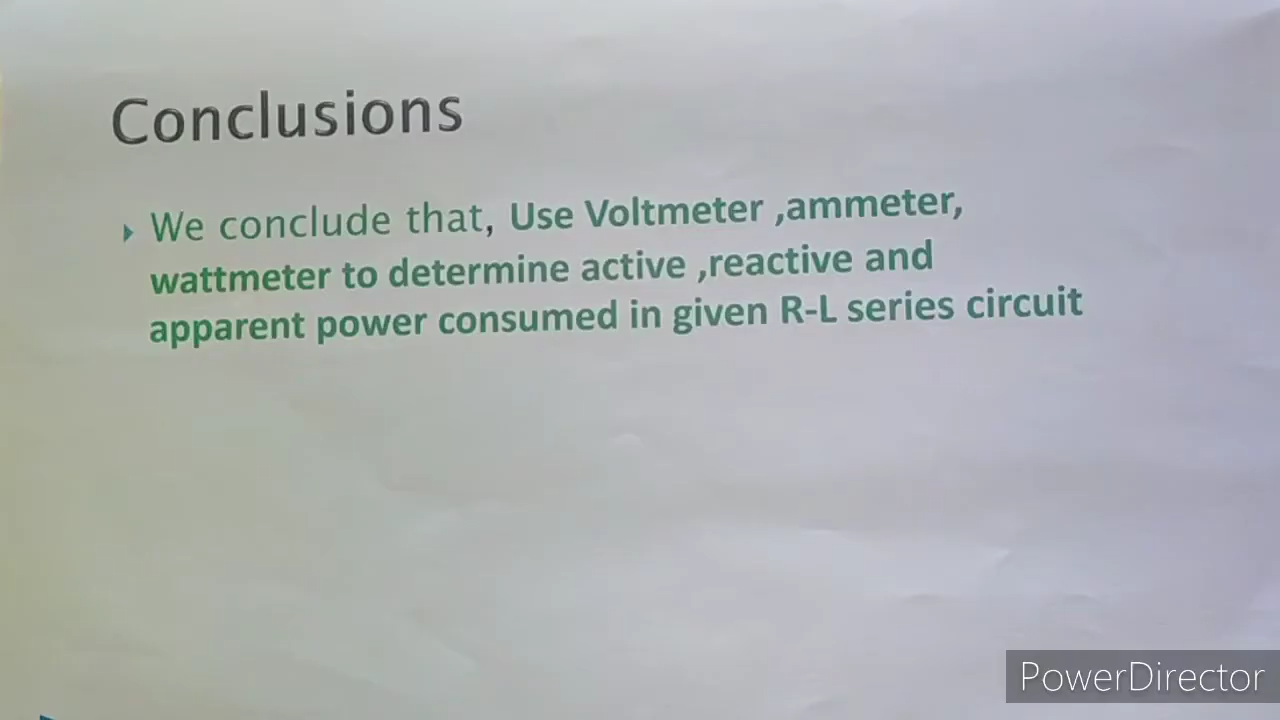 Conclusions
We conclude that, Use Voltmeter ,ammeter,
wattmeter to determine active ,reactive and
apparent power consumed in given R-L series circuit
PowerDirector